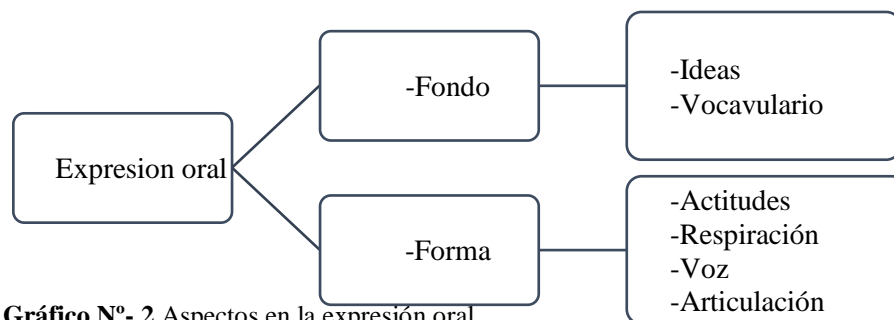 Expresion oral
-Fondo
-Ideas
-Vocavulario
-Forma
-Actitudes
-Respiración
-Voz
-Articulación
Gráfico Nº- 2 Aspectos en la expresión oral